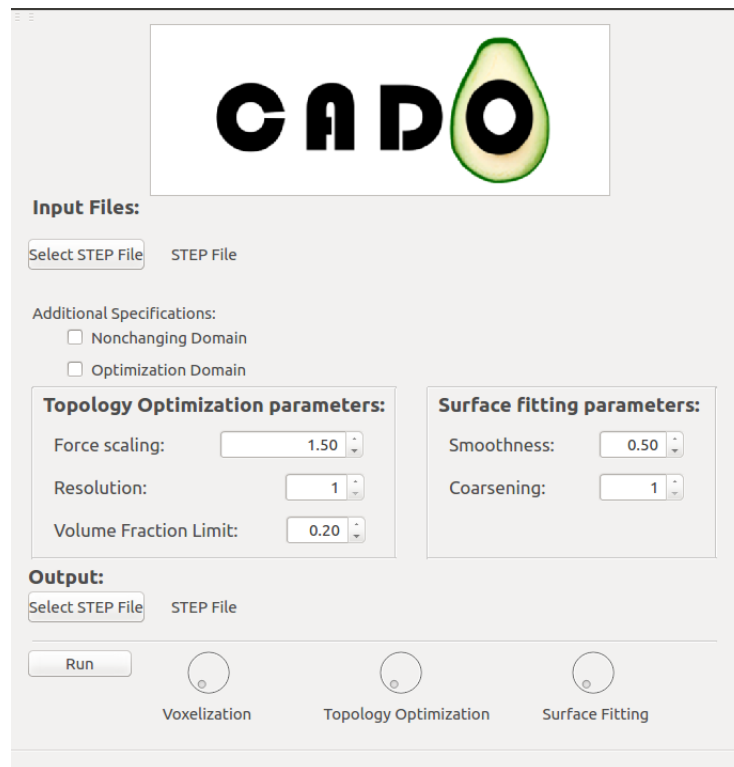 CADO
Input Files:
Select STEP File STEP File
Additional Specifications:
Nonchanging Domain
Optimization Domain
Topology Optimization parameters:
Force scaling: 1.50
Resolution: 1
Volume Fraction Limit: 0.20
Surface fitting parameters:
Smoothness: 0.50
Coarsening: 1
Output:
Select STEP File STEP File
Run
Voxelization Topology Optimization Surface Fitting